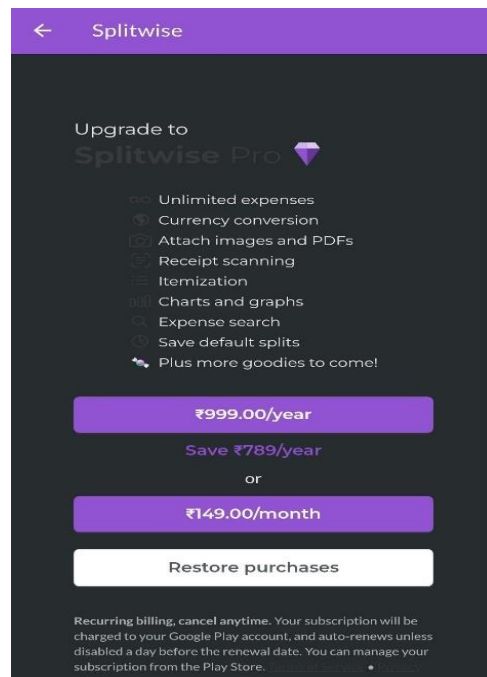 Splitwise
Upgrade to
Splitwise Pro
Unlimited expenses
Currency conversion
Attach images and PDFs
Receipt scanning
Itemization
Charts and graphs
Expense search
Save default splits
Plus more goodies to come!
₹999.00/year
Save ₹789/year
or
₹149.00/month
Restore purchases
Recurring billing, cancel anytime. Your subscription will be
charged to your Google Play account, and auto-renews unless
disabled a day before the renewal date. You can manage your
subscription from the Play Store. Terms of Service • Privacy